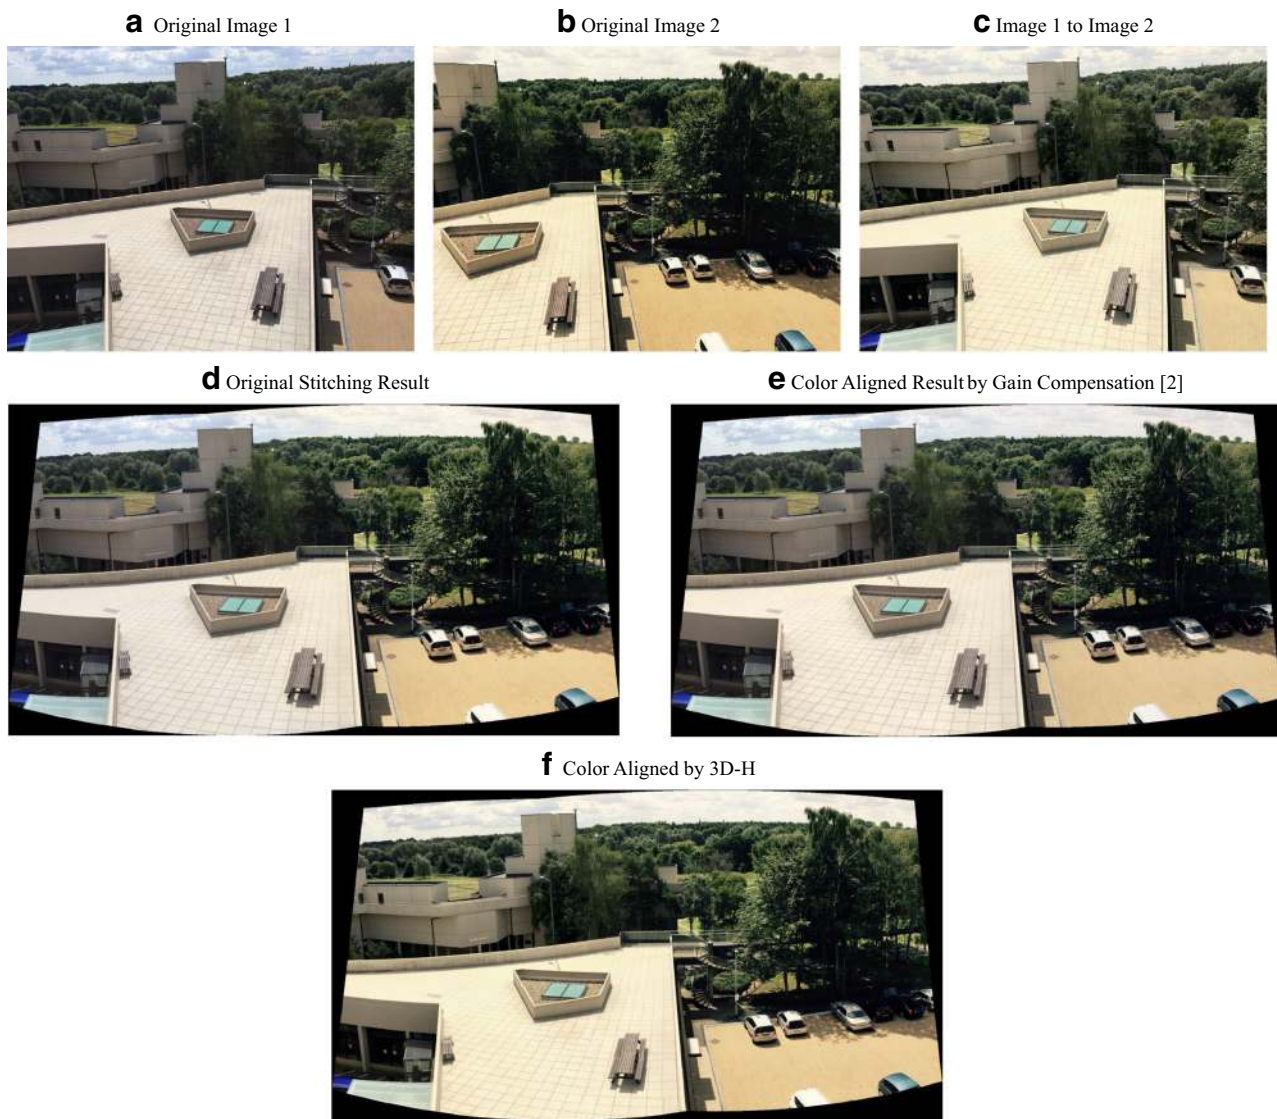 a Original Image 1
b Original Image 2
c Image 1 to Image 2
d Original Stitching Result
e Color Aligned Result by Gain Compensation [2]
f Color Aligned by 3D-H